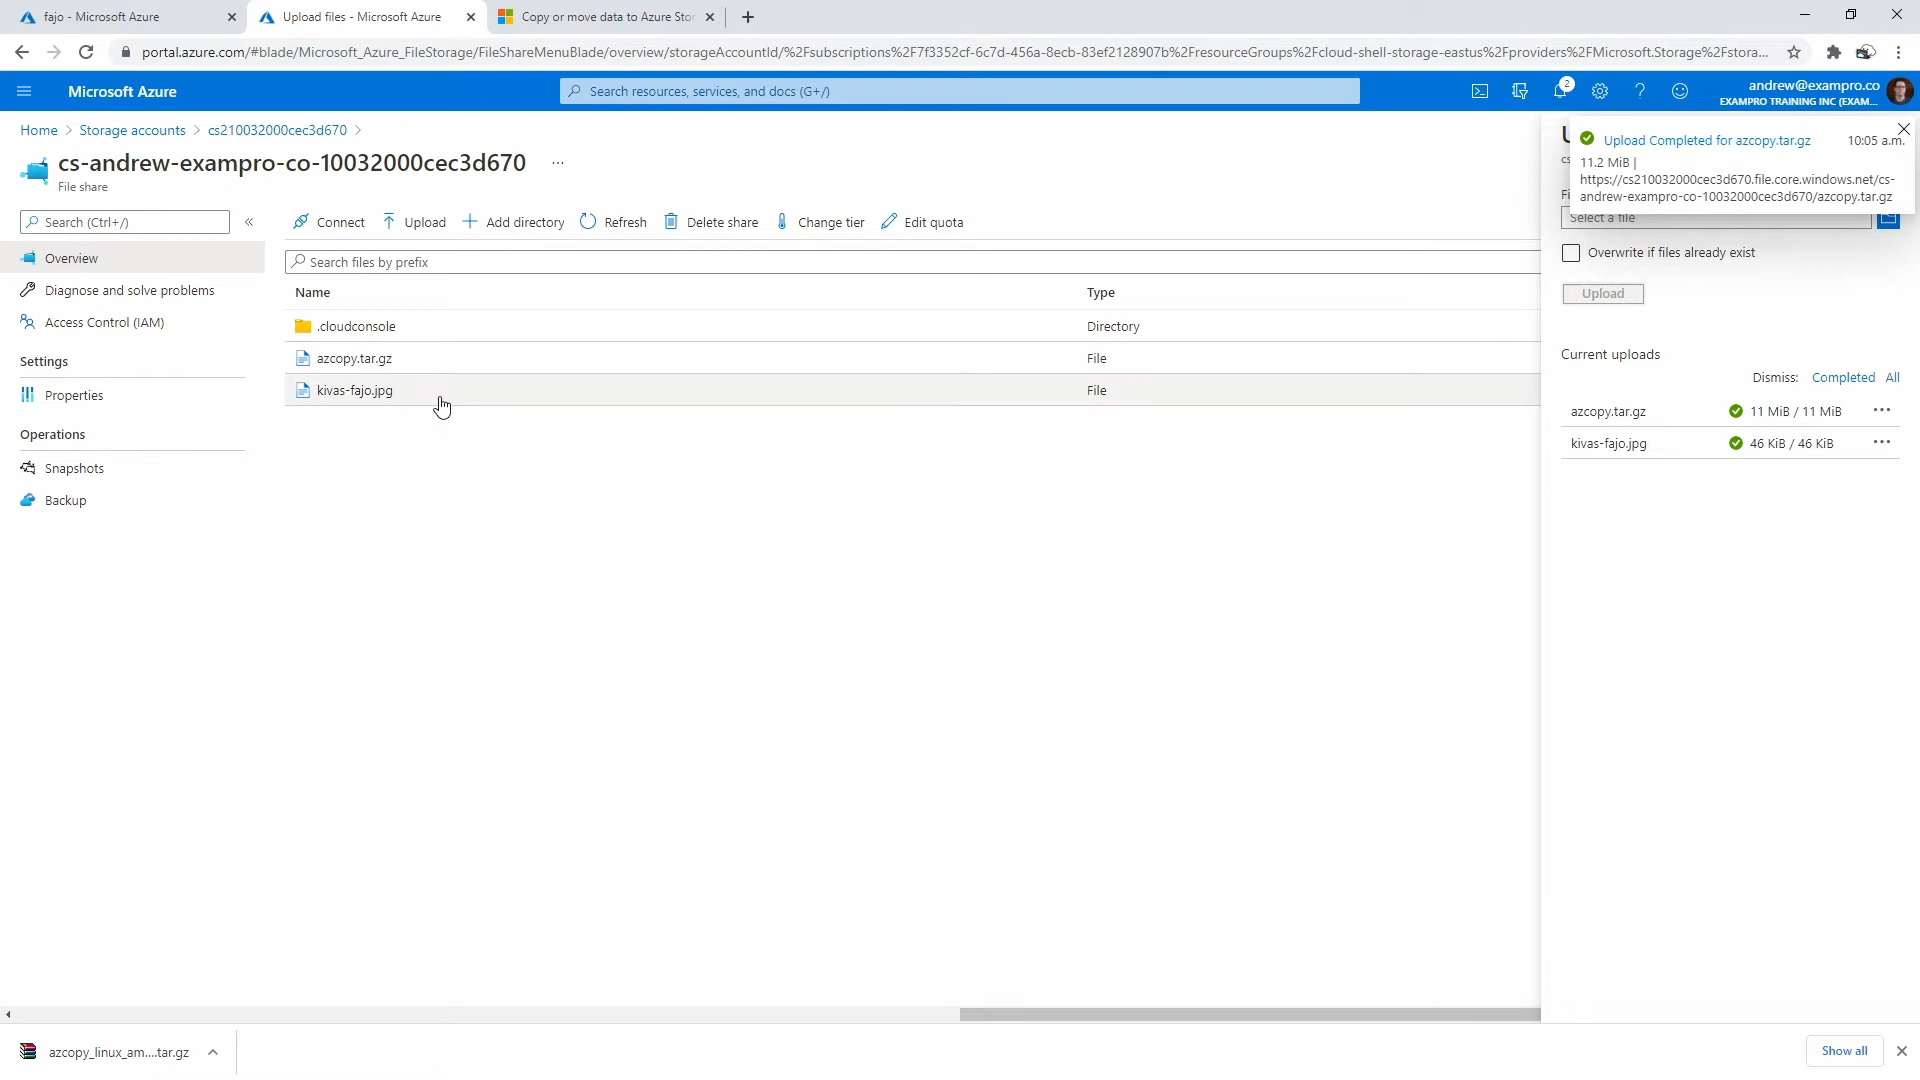 fajo - Microsoft Azure
Upload files - Microsoft Azure
Copy or move data to Azure Stor
portal.azure.com/#blade/Microsoft_Azure_FileStorage/FileShareMenuBlade/overview/storageAccountId/%2Fsubscriptions%2F7f3352cf-6c7d-456a-8ecb-83ef2128907b%2FresourceGroups%2Fcloud-shell-storage-eastus%2Fproviders%2FMicrosoft.Storage%2Fstora...
Microsoft Azure
Search resources, services, and docs (G+/)
2
andrew@exampro.co
EXAMPRO TRAINING INC (EXAM...
Home > Storage accounts > cs210032000cec3d670 >
cs-andrew-exampro-co-10032000cec3d670 ...
File share
Search (Ctrl+/)
«
Overview
Diagnose and solve problems
Access Control (IAM)
Settings
Properties
Operations
Snapshots
Backup
Connect
Upload
Add directory
Refresh
Delete share
Change tier
Edit quota
Search files by prefix
Name
Type
.cloudconsole
Directory
azcopy.tar.gz
File
kivas-fajo.jpg
File
Upload Completed for azcopy.tar.gz
10:05 a.m.
11.2 MiB |
https://cs210032000cec3d670.file.core.windows.net/cs-
andrew-exampro-co-10032000cec3d670/azcopy.tar.gz
Select a file
Overwrite if files already exist
Upload
Current uploads
Dismiss: Completed All
azcopy.tar.gz
11 MiB / 11 MiB
...
kivas-fajo.jpg
46 KiB / 46 KiB
...
azcopy_linux_am....tar.gz
Show all